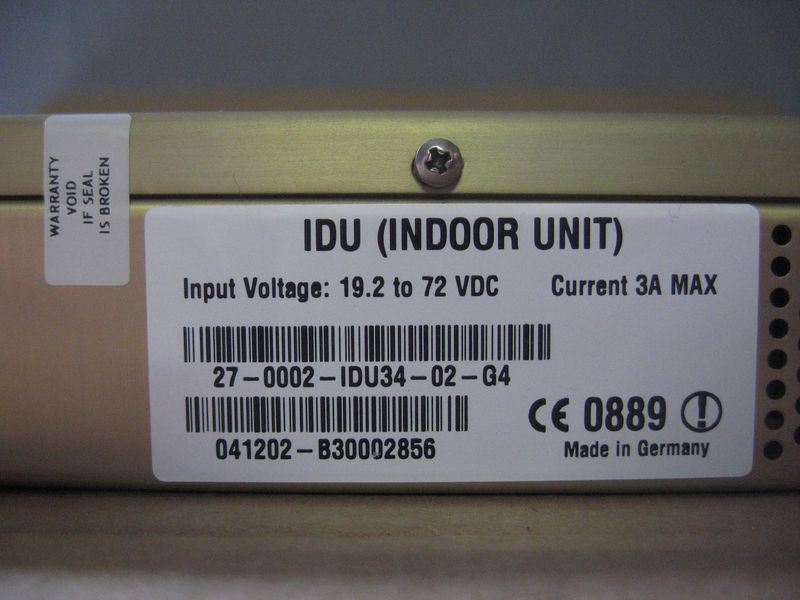 WARRANTY
VOID
IF SEAL
IS BROKEN
IDU (INDOOR UNIT)
Input Voltage: 19.2 to 72 VDC Current 3A MAX
27-0002-IDU34-02-G4
041202-B30002856
CE 0889
Made in Germany